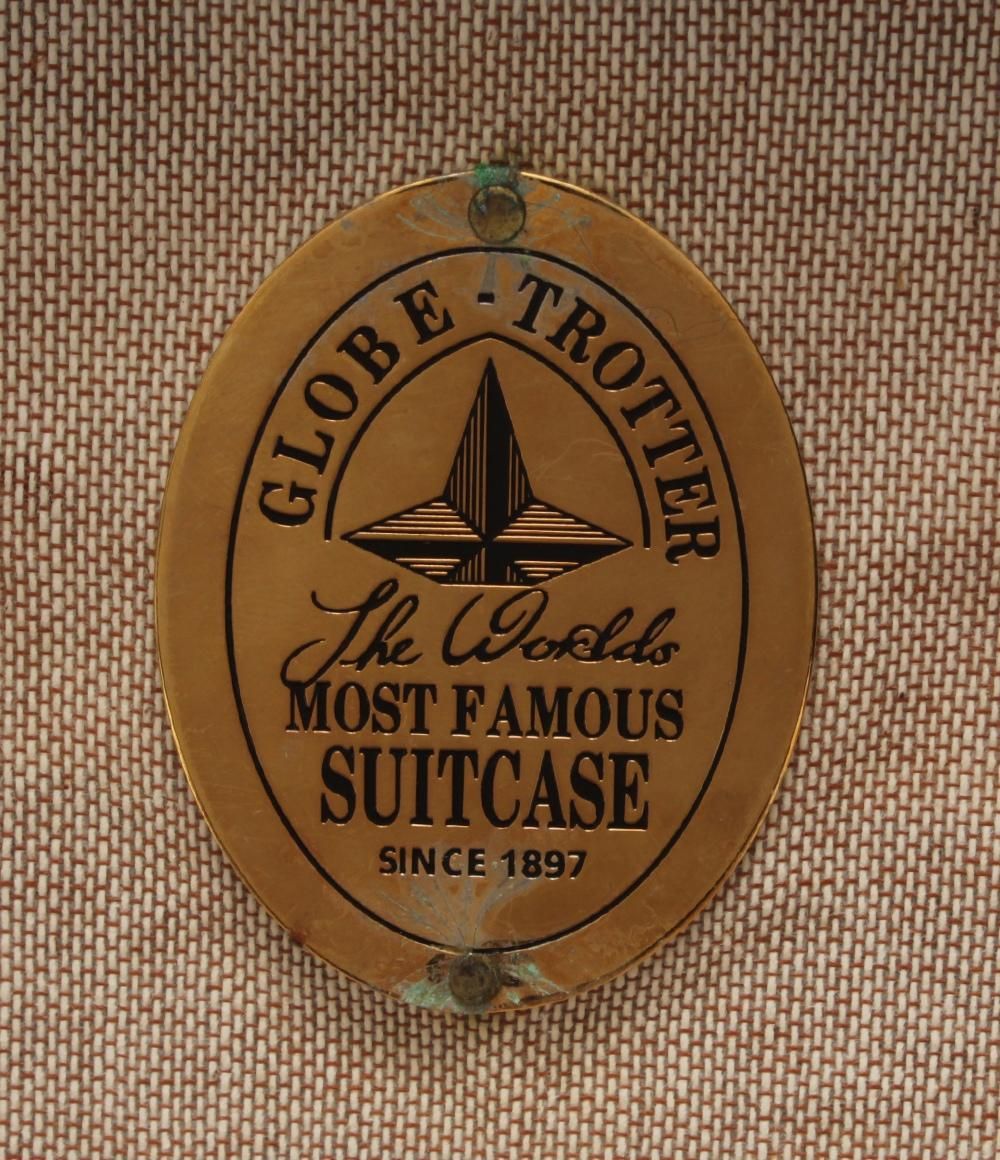 GLOBE - TROTTER
The Worlds
MOST FAMOUS
SUITCASE
SINCE 1897